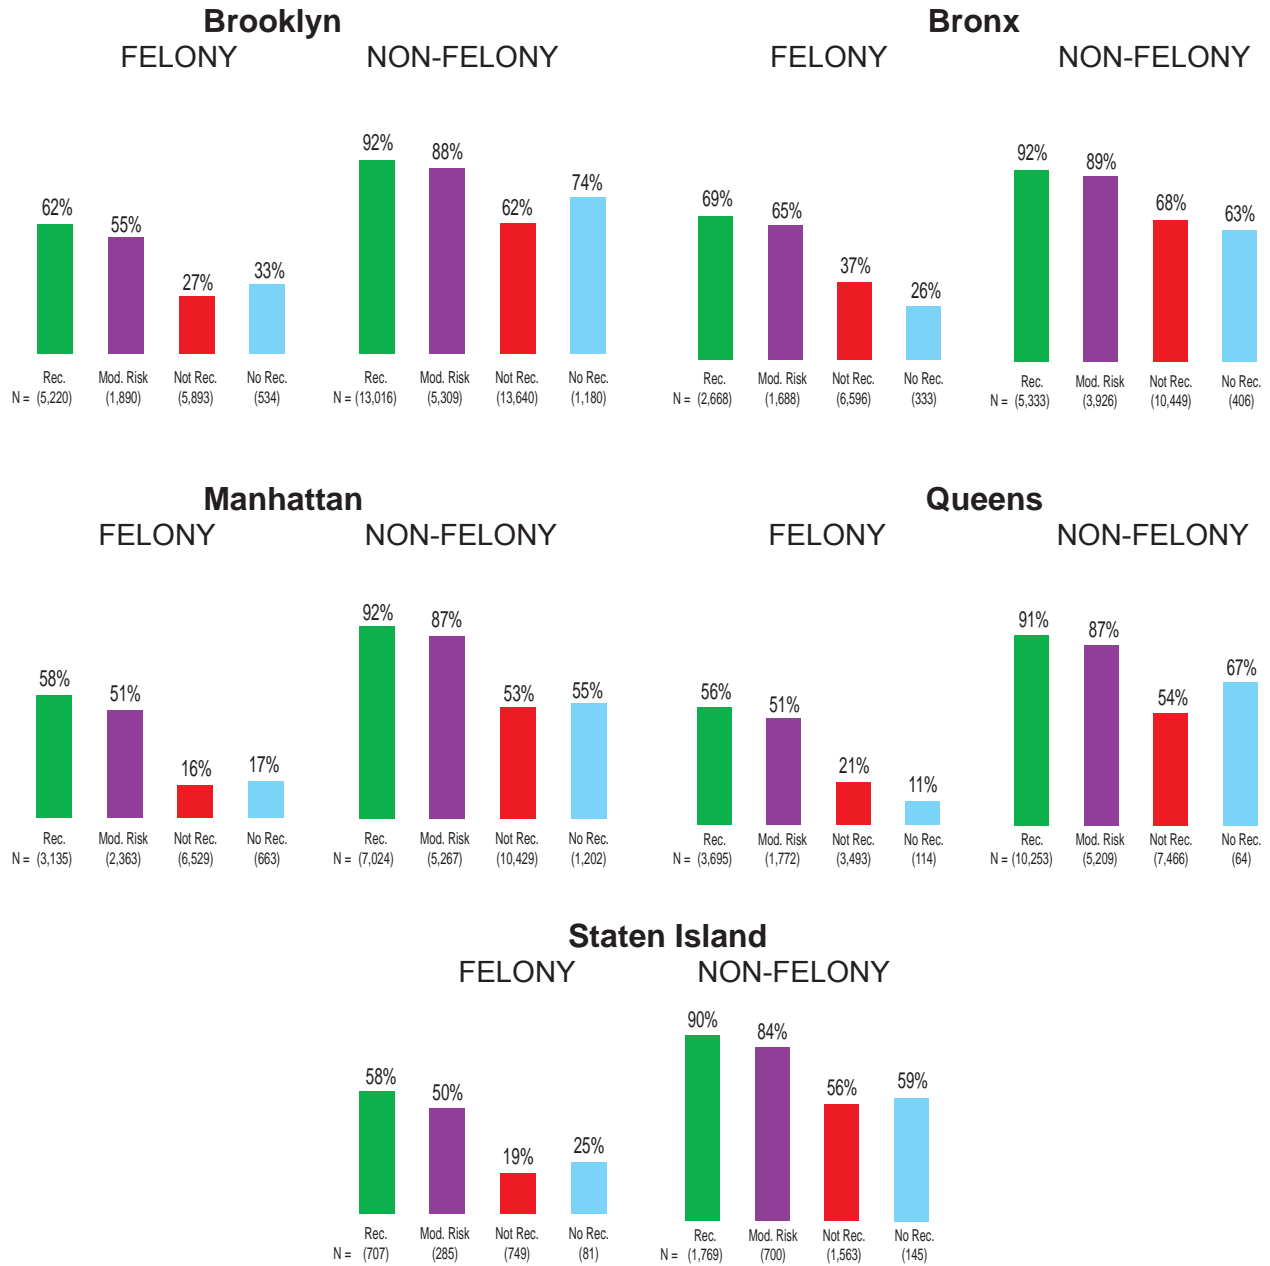 Brooklyn
FELONY NON-FELONY
62% 55% 27% 33% 92% 88% 62% 74%
Rec. Mod. Risk Not Rec. No Rec. Rec. Mod. Risk Not Rec. No Rec.
N = (5,220) (1,890) (5,893) (534) N = (13,016) (5,309) (13,640) (1,180)
Bronx
FELONY NON-FELONY
69% 65% 37% 26% 92% 89% 68% 63%
Rec. Mod. Risk Not Rec. No Rec. Rec. Mod. Risk Not Rec. No Rec.
N = (2,668) (1,688) (6,596) (333) N = (5,333) (3,926) (10,449) (406)
Manhattan
FELONY NON-FELONY
58% 51% 16% 17% 92% 87% 53% 55%
Rec. Mod. Risk Not Rec. No Rec. Rec. Mod. Risk Not Rec. No Rec.
N = (3,135) (2,363) (6,529) (663) N = (7,024) (5,267) (10,429) (1,202)
Queens
FELONY NON-FELONY
56% 51% 21% 11% 91% 87% 54% 67%
Rec. Mod. Risk Not Rec. No Rec. Rec. Mod. Risk Not Rec. No Rec.
N = (3,695) (1,772) (3,493) (114) N = (10,253) (5,209) (7,466) (64)
Staten Island
FELONY NON-FELONY
58% 50% 19% 25% 90% 84% 56% 59%
Rec. Mod. Risk Not Rec. No Rec. Rec. Mod. Risk Not Rec. No Rec.
N = (707) (285) (749) (81) N = (1,769) (700) (1,563) (145)